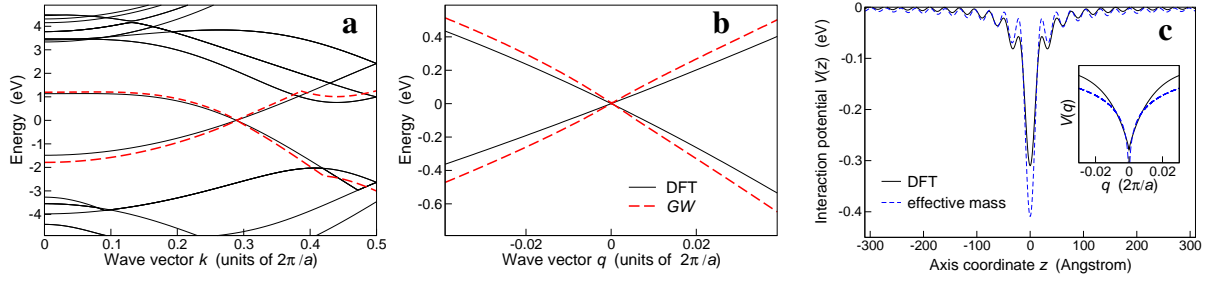 a
4
3
2
1
0
-1
-2
-3
-4
Energy (eV)
0
0.1
0.2
0.3
0.4
0.5
Wave vector k (units of 2π/a)
b
0.4
0.2
0
-0.2
-0.4
-0.6
Energy (eV)
DFT
GW
-0.02
0
0.02
Wave vector q (units of 2π/a)
c
0
-0.1
-0.2
-0.3
-0.4
Interaction potential V(z) (eV)
V(q)
-0.02
0
0.02
q (2π/a)
DFT
effective mass
-300
-200
-100
0
100
200
300
Axis coordinate z (Angstrom)